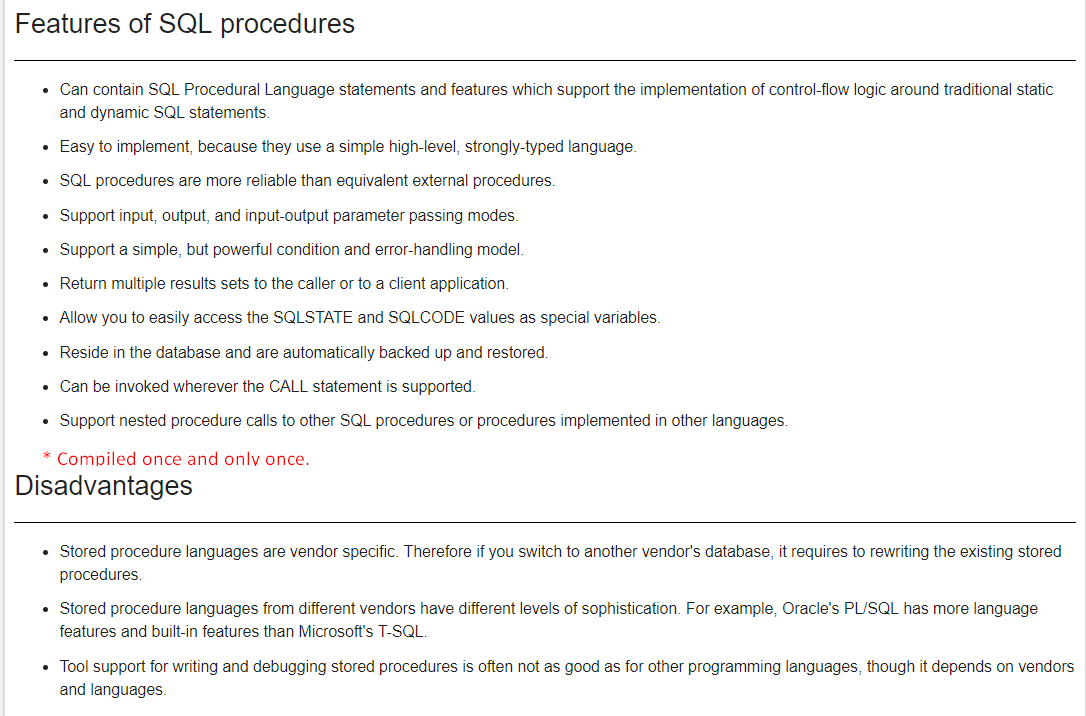 Features of SQL procedures
• Can contain SQL Procedural Language statements and features which support the implementation of control-flow logic around traditional static
and dynamic SQL statements.
• Easy to implement, because they use a simple high-level, strongly-typed language.
• SQL procedures are more reliable than equivalent external procedures.
• Support input, output, and input-output parameter passing modes.
• Support a simple, but powerful condition and error-handling model.
• Return multiple results sets to the caller or to a client application.
• Allow you to easily access the SQLSTATE and SQLCODE values as special variables.
• Reside in the database and are automatically backed up and restored.
• Can be invoked wherever the CALL statement is supported.
• Support nested procedure calls to other SQL procedures or procedures implemented in other languages.
* Compiled once and only once.
Disadvantages
• Stored procedure languages are vendor specific. Therefore if you switch to another vendor's database, it requires to rewriting the existing stored
procedures.
• Stored procedure languages from different vendors have different levels of sophistication. For example, Oracle's PL/SQL has more language
features and built-in features than Microsoft's T-SQL.
• Tool support for writing and debugging stored procedures is often not as good as for other programming languages, though it depends on vendors
and languages.